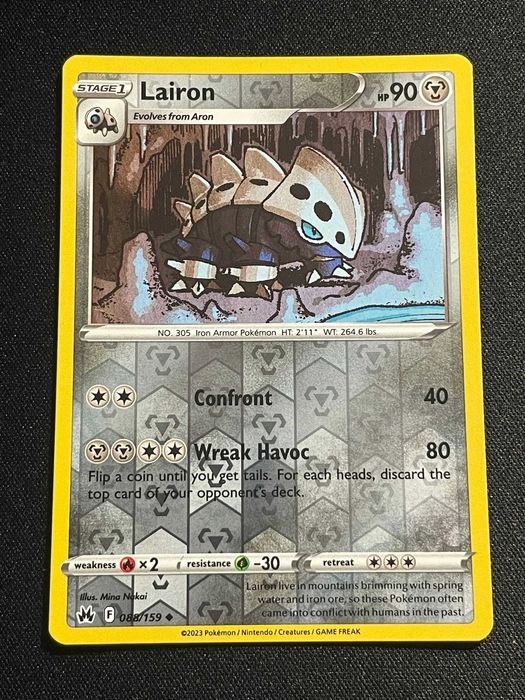 STAGE 1
Lairon
HP 90
Evolves from Aron
NO. 305 Iron Armor Pokémon HT: 2'11" WT: 264.6 lbs.
Confront 40
Wreak Havoc 80
Flip a coin until you get tails. For each heads, discard the
top card of your opponent's deck.
weakness ×2 resistance -30 retreat
Illus. Mina Nakai
Lairon live in mountains brimming with spring
water and iron ore, so these Pokémon often
came into conflict with humans in the past.
F 088/159
©2023 Pokémon / Nintendo / Creatures / GAME FREAK